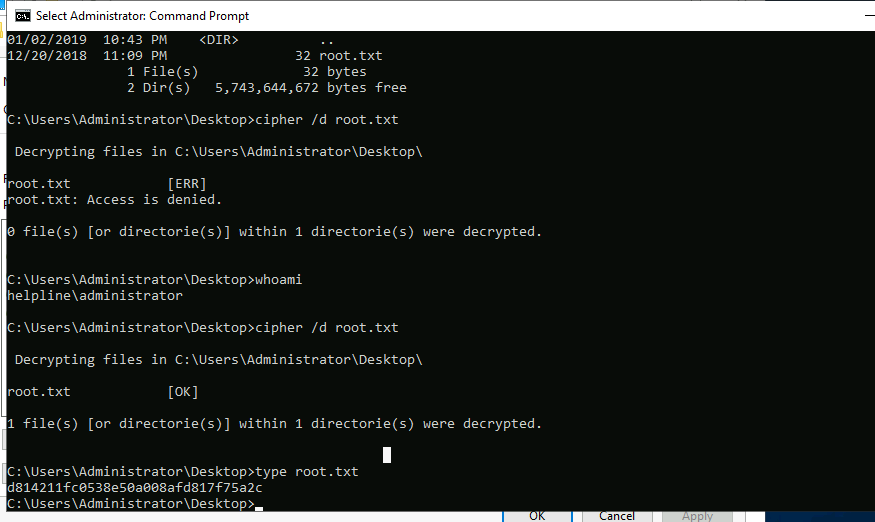 Select Administrator: Command Prompt
01/02/2019  10:43 PM    <DIR>          ..
12/20/2018  11:09 PM                32 root.txt
               1 File(s)             32 bytes
               2 Dir(s)   5,743,644,672 bytes free
C:\Users\Administrator\Desktop>cipher /d root.txt
 Decrypting files in C:\Users\Administrator\Desktop\
root.txt            [ERR]
root.txt: Access is denied.
0 file(s) [or directorie(s)] within 1 directorie(s) were decrypted.
C:\Users\Administrator\Desktop>whoami
helpline\administrator
C:\Users\Administrator\Desktop>cipher /d root.txt
 Decrypting files in C:\Users\Administrator\Desktop\
root.txt            [OK]
1 file(s) [or directorie(s)] within 1 directorie(s) were decrypted.
C:\Users\Administrator\Desktop>type root.txt
d814211fc0538e50a008afd817f75a2c
C:\Users\Administrator\Desktop>
OK Cancel Apply